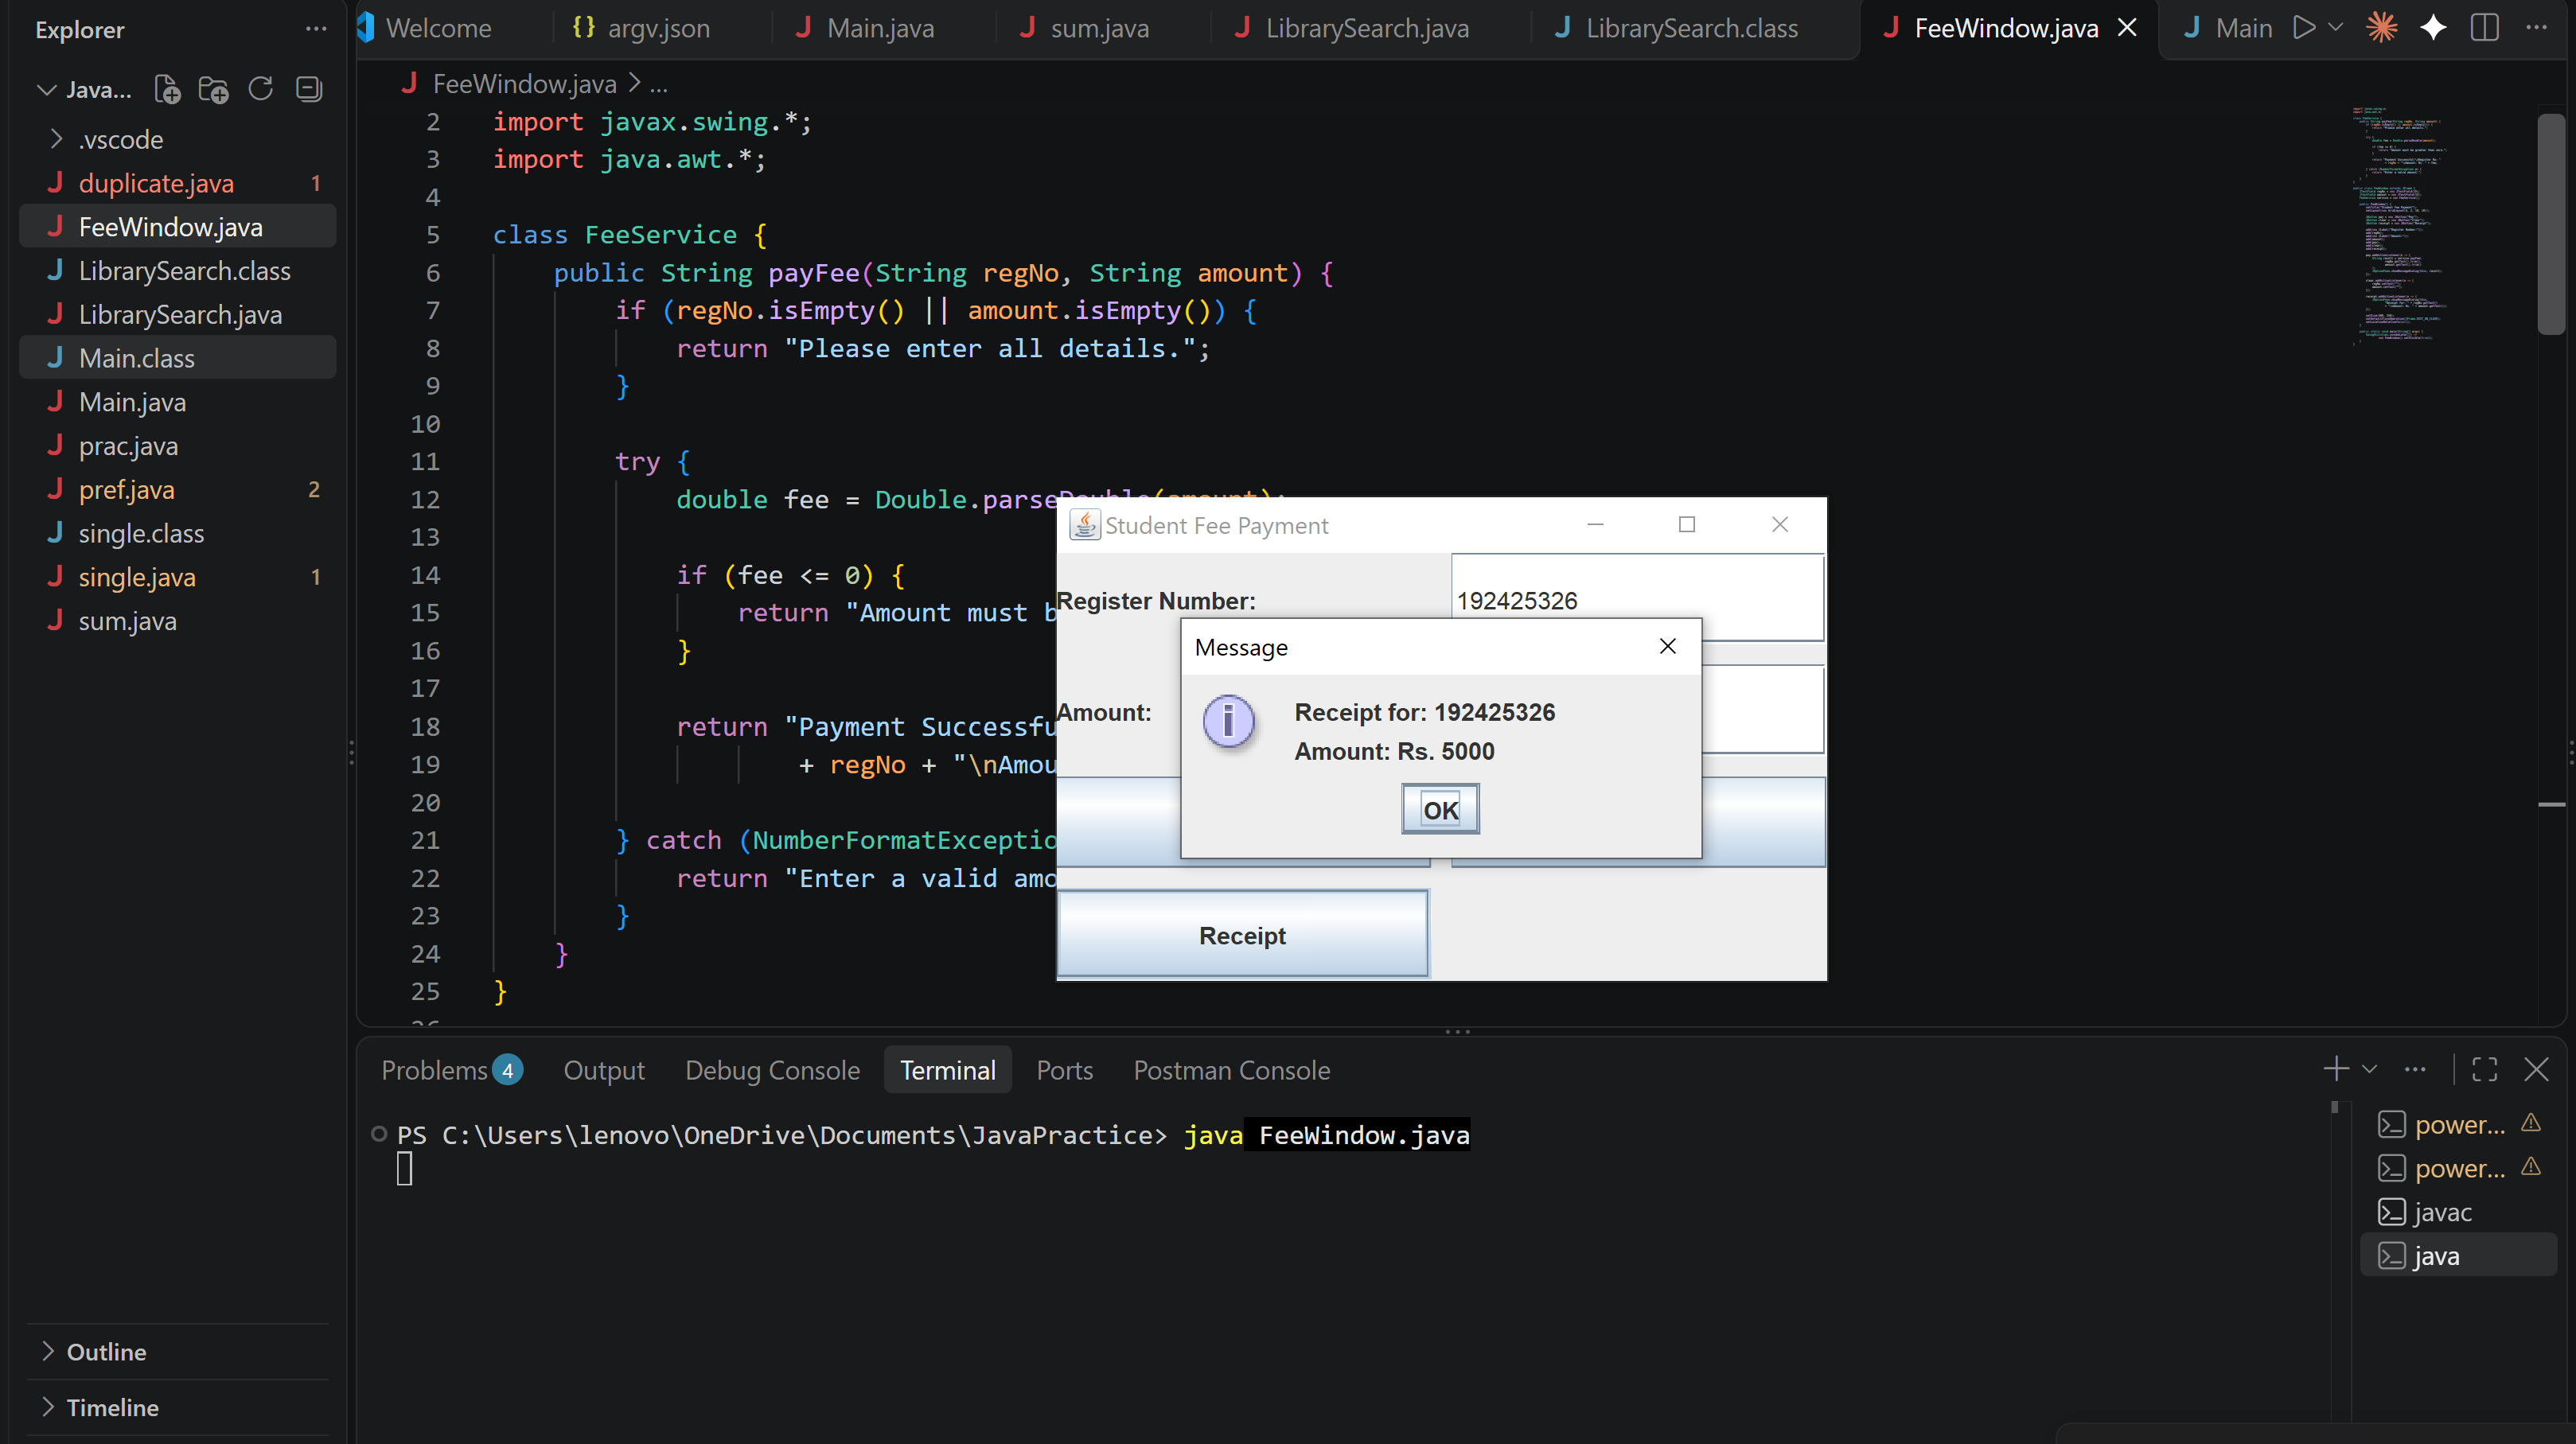 Explorer
Java...
.vscode
duplicate.java 1
FeeWindow.java
LibrarySearch.class
LibrarySearch.java
Main.class
Main.java
prac.java
pref.java 2
single.class
single.java 1
sum.java
Outline
Timeline
Welcome argv.json Main.java sum.java LibrarySearch.java LibrarySearch.class FeeWindow.java Main
FeeWindow.java > ...
2 import javax.swing.*;
3 import java.awt.*;
4
5 class FeeService {
6 public String payFee(String regNo, String amount) {
7 if (regNo.isEmpty() || amount.isEmpty()) {
8 return "Please enter all details.";
9 }
10
11 try {
12 double fee = Double.parseDouble(amount);
13
14 if (fee <= 0) {
15 return "Amount must b
16 }
17
18 return "Payment Successfu
19 + regNo + "\nAmou
20
21 } catch (NumberFormatExceptio
22 return "Enter a valid amo
23 }
24 }
25 }
Student Fee Payment
Register Number: 192425326
Amount:
Message
Receipt for: 192425326
Amount: Rs. 5000
OK
Receipt
Problems 4 Output Debug Console Terminal Ports Postman Console
PS C:\Users\lenovo\OneDrive\Documents\JavaPractice> java FeeWindow.java
power...
power...
javac
java